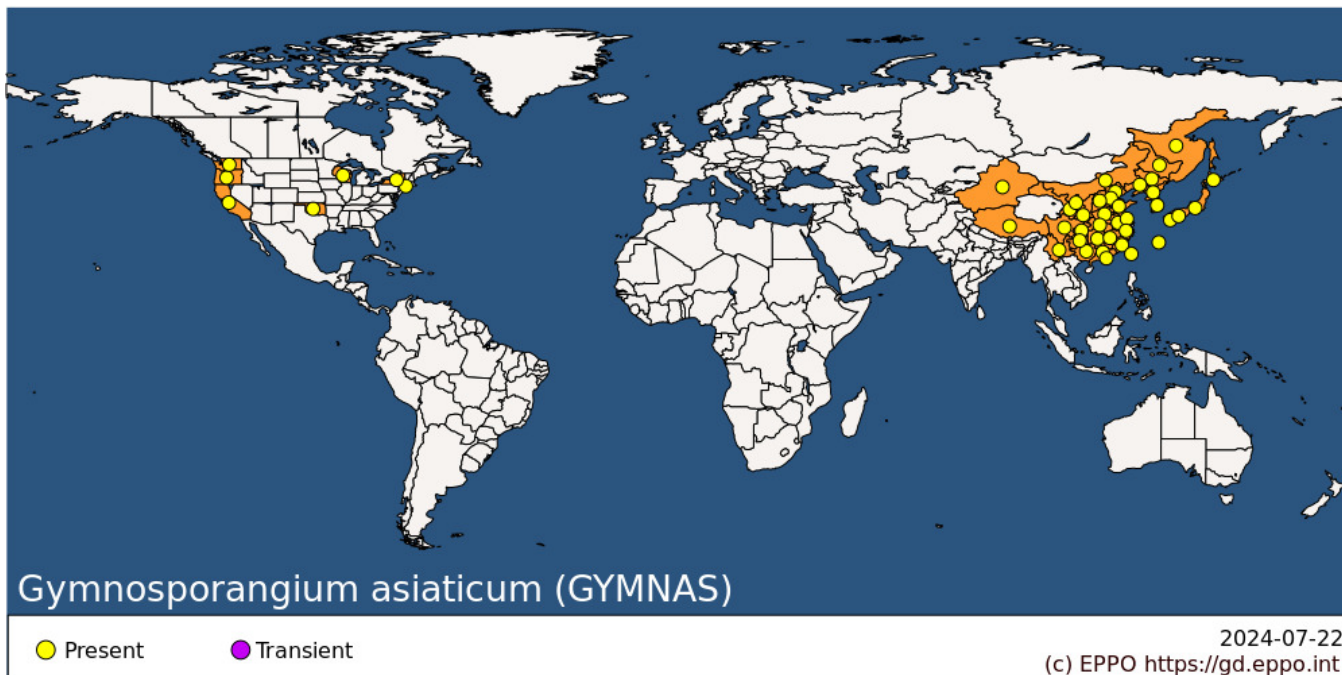 Gymnosporangium asiaticum (GYMNAS)
Present
Transient
2024-07-22
(c) EPPO https://gd.eppo.int